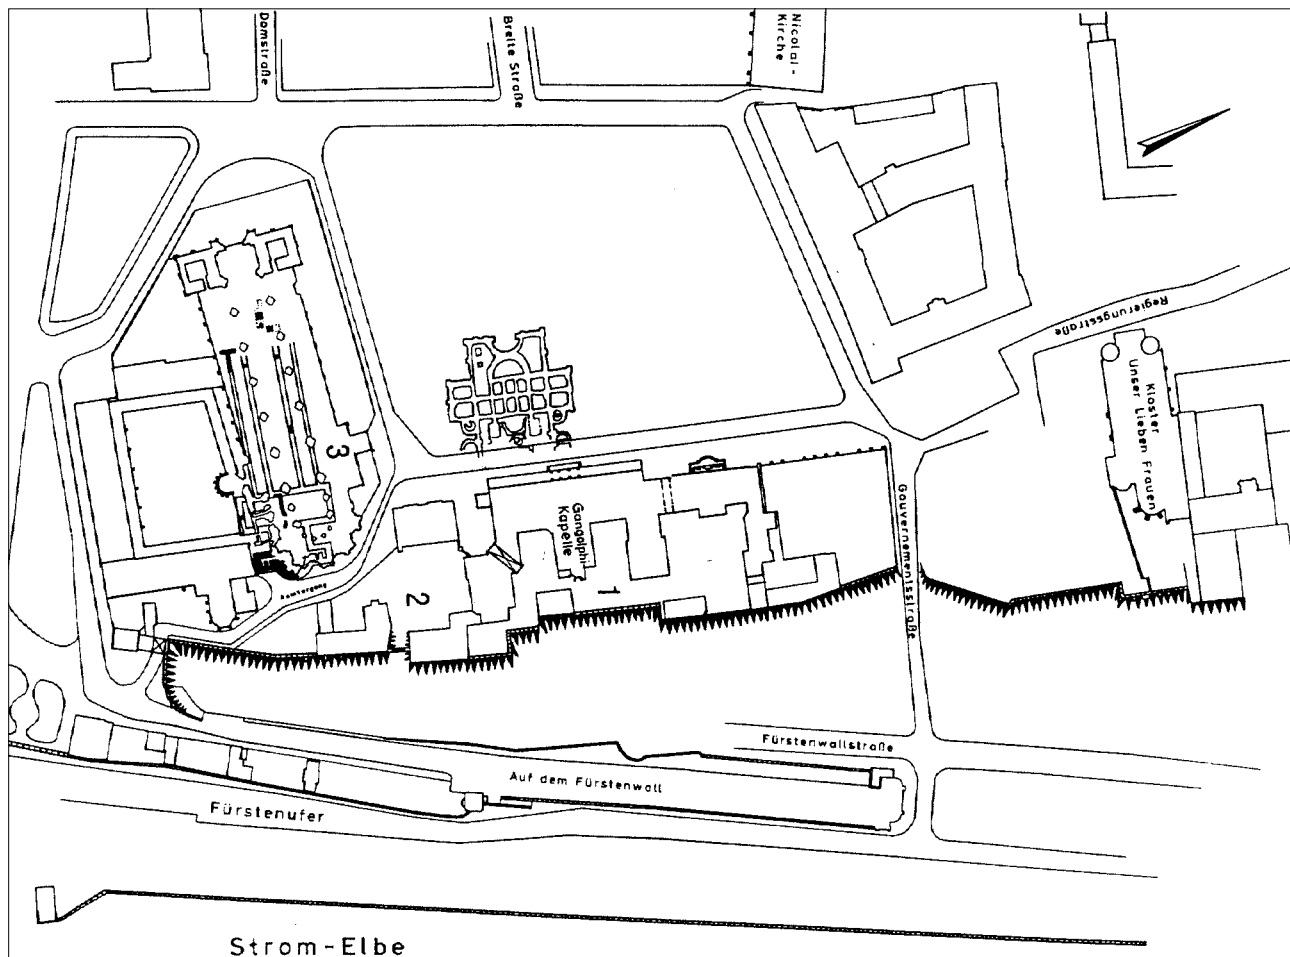 Domstraße
Breite Straße
Nicolai-
Kirche
Regierungsstraße
Kloster
Unser Lieben Frauen
3
Gouvernementsstraße
Gangolphi
Kapelle
1
2
Domgang
Fürstenwallstraße
Auf dem Fürstenwall
Fürstenufer
Strom-Elbe